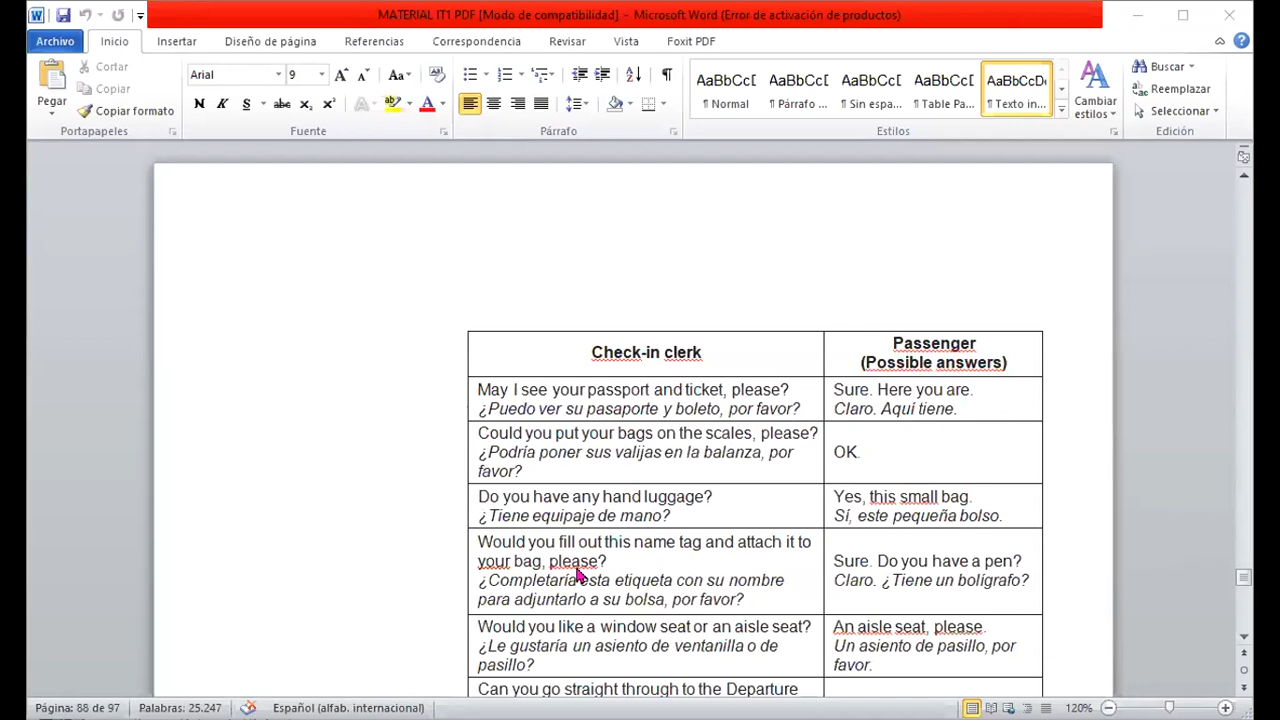 MATERIAL IT1 PDF [Modo de compatibilidad] - Microsoft Word (Error de activación de productos)
Archivo Inicio Insertar Diseño de página Referencias Correspondencia Revisar Vista Foxit PDF
Pegar
Cortar
Copiar
Copiar formato
Portapapeles
Arial 9
N K S abc x₂ x² A ab A
Fuente
Párrafo
AaBbCcD AaBbCcD AaBbCcD AaBbCcD AaBbCcDı
¶ Normal ¶ Párrafo ... ¶ Sin espa... ¶ Table Pa... ¶ Texto in...
Cambiar
estilos
Estilos
Buscar
Reemplazar
Seleccionar
Edición
Check-in clerk
Passenger
(Possible answers)
May I see your passport and ticket, please?
¿Puedo ver su pasaporte y boleto, por favor?
Sure. Here you are.
Claro. Aquí tiene.
Could you put your bags on the scales, please?
¿Podría poner sus valijas en la balanza, por
favor?
OK.
Do you have any hand luggage?
¿Tiene equipaje de mano?
Yes, this small bag.
Sí, este pequeña bolso.
Would you fill out this name tag and attach it to
your bag, please?
¿Completaría esta etiqueta con su nombre
para adjuntarlo a su bolsa, por favor?
Sure. Do you have a pen?
Claro. ¿Tiene un bolígrafo?
Would you like a window seat or an aisle seat?
¿Le gustaría un asiento de ventanilla o de
pasillo?
An aisle seat, please.
Un asiento de pasillo, por
favor.
Can you go straight through to the Departure
Página: 88 de 97 Palabras: 25.247 Español (alfab. internacional) 120%